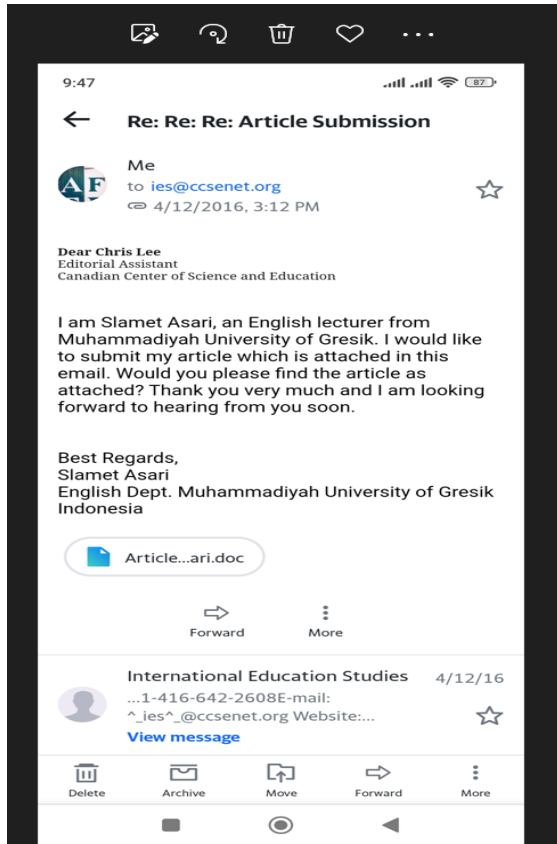 9:47
87
Re: Re: Re: Article Submission
Me
to ies@ccsenet.org
4/12/2016, 3:12 PM
A F
Dear Chris Lee
Editorial Assistant
Canadian Center of Science and Education
I am Slamet Asari, an English lecturer from
Muhammadiyah University of Gresik. I would like
to submit my article which is attached in this
email. Would you please find the article as
attached? Thank you very much and I am looking
forward to hearing from you soon.
Best Regards,
Slamet Asari
English Dept. Muhammadiyah University of Gresik
Indonesia
Article...ari.doc
Forward More
International Education Studies 4/12/16
...1-416-642-2608E-mail:
^_ies^_@ccsenet.org Website:...
View message
Delete Archive Move Forward More